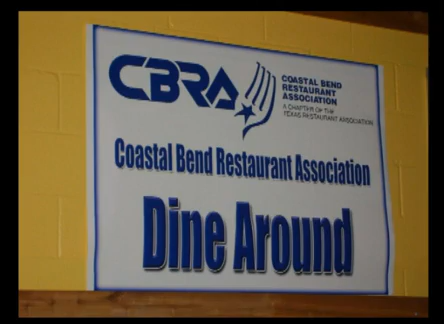 CBRA
COASTAL BEND
RESTAURANT
ASSOCIATION
A CHAPTER OF THE
TEXAS RESTAURANT ASSOCIATION
Coastal Bend Restaurant Association
Dine Around